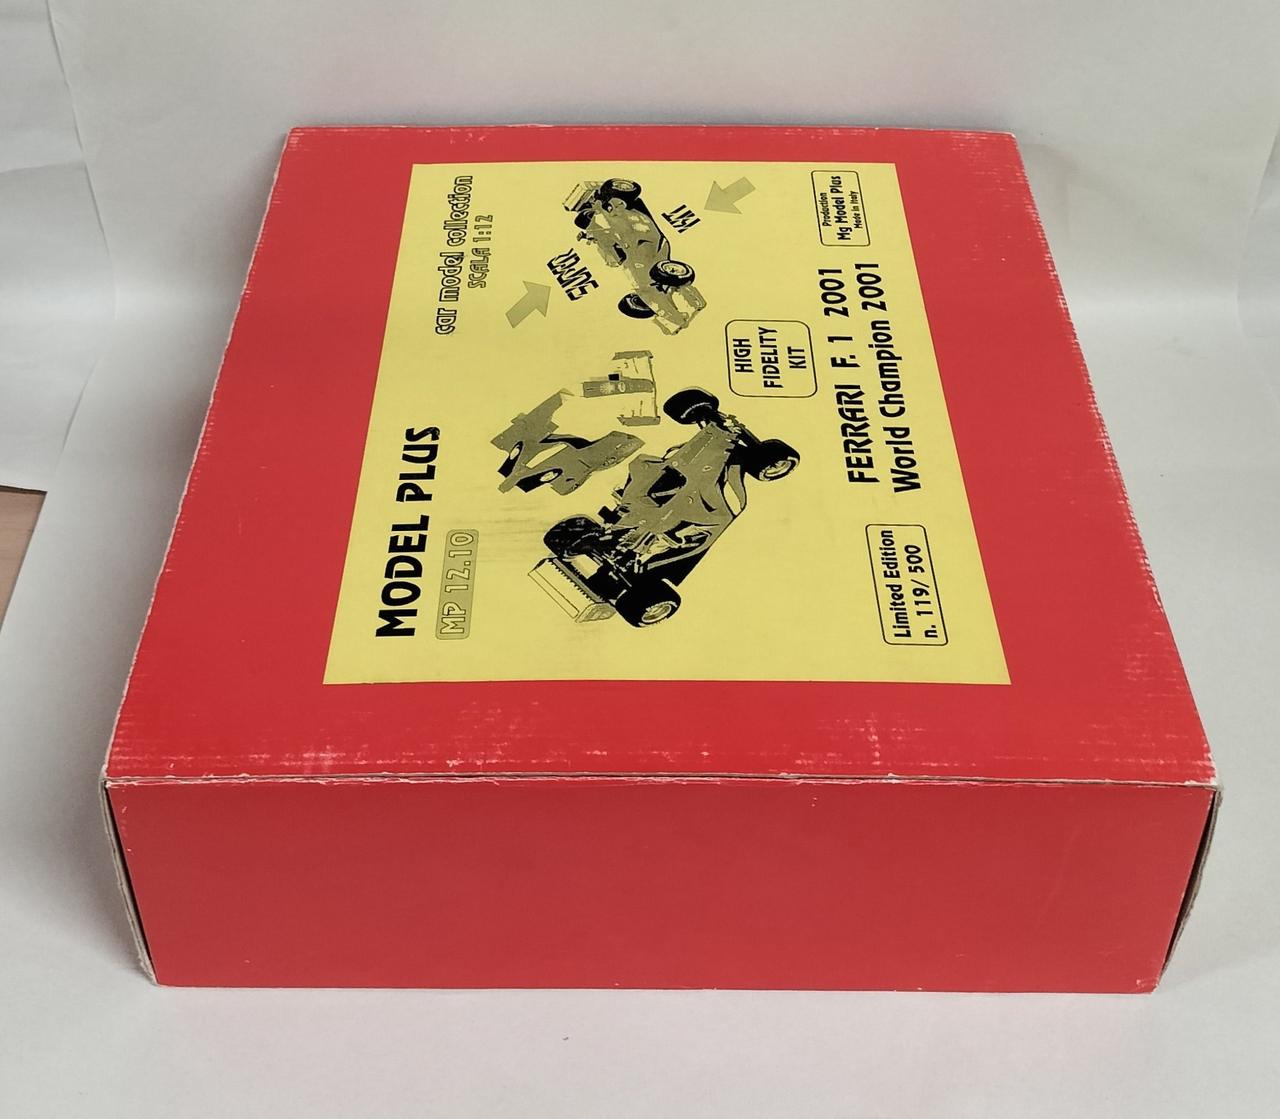 MODEL PLUS
MP 12.10
car model collection
SCALA 1:12
SUPER
KIT
HIGH
FIDELITY
KIT
Limited Edition
n. 119/ 500
FERRARI F. 1 2001
World Champion 2001
Production
Mg Model Plus
Made in Italy